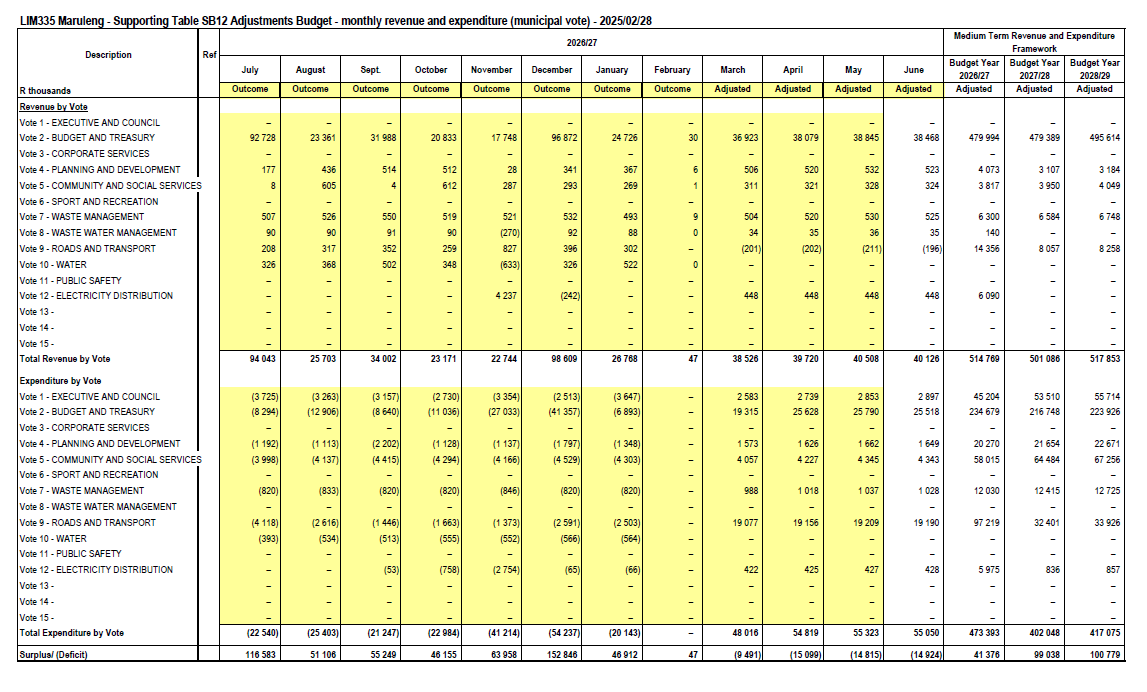 LIM335 Maruleng - Supporting Table SB12 Adjustments Budget - monthly revenue and expenditure (municipal vote) - 2025/02/28
Description Ref 2026/27 Medium Term Revenue and Expenditure Framework
July August Sept. October November December January February March April May June Budget Year 2026/27 Budget Year 2027/28 Budget Year 2028/29
R thousands Outcome Outcome Outcome Outcome Outcome Outcome Outcome Outcome Adjusted Adjusted Adjusted Adjusted Adjusted Adjusted Adjusted
Revenue by Vote
Vote 1 - EXECUTIVE AND COUNCIL – – – – – – – – – – – – – – –
Vote 2 - BUDGET AND TREASURY 92 728 23 361 31 988 20 833 17 748 96 872 24 726 30 36 923 38 079 38 845 38 468 479 994 479 389 495 614
Vote 3 - CORPORATE SERVICES – – – – – – – – – – – – – – –
Vote 4 - PLANNING AND DEVELOPMENT 177 436 514 512 28 341 367 6 506 520 532 523 4 073 3 107 3 184
Vote 5 - COMMUNITY AND SOCIAL SERVICES 8 605 4 612 287 293 269 1 311 321 328 324 3 817 3 950 4 049
Vote 6 - SPORT AND RECREATION – – – – – – – – – – – – – – –
Vote 7 - WASTE MANAGEMENT 507 526 550 519 521 532 493 9 504 520 530 525 6 300 6 584 6 748
Vote 8 - WASTE WATER MANAGEMENT 90 90 91 90 (270) 92 88 0 34 35 36 35 140 – –
Vote 9 - ROADS AND TRANSPORT 208 317 352 259 827 396 302 – (201) (202) (211) (196) 14 356 8 057 8 258
Vote 10 - WATER 326 368 502 348 (633) 326 522 0 – – – – – – –
Vote 11 - PUBLIC SAFETY – – – – – – – – – – – – – – –
Vote 12 - ELECTRICITY DISTRIBUTION – – – – 4 237 (242) – – 448 448 448 448 6 090 – –
Vote 13 - – – – – – – – – – – – – – – –
Vote 14 - – – – – – – – – – – – – – – –
Vote 15 - – – – – – – – – – – – – – – –
Total Revenue by Vote 94 043 25 703 34 002 23 171 22 744 98 609 26 768 47 38 526 39 720 40 508 40 126 514 769 501 086 517 853
Expenditure by Vote
Vote 1 - EXECUTIVE AND COUNCIL (3 725) (3 263) (3 157) (2 730) (3 354) (2 513) (3 647) – 2 583 2 739 2 853 2 897 45 204 53 510 55 714
Vote 2 - BUDGET AND TREASURY (8 294) (12 906) (8 640) (11 036) (27 033) (41 357) (6 893) – 19 315 25 628 25 790 25 518 234 679 216 748 223 926
Vote 3 - CORPORATE SERVICES – – – – – – – – – – – – – – –
Vote 4 - PLANNING AND DEVELOPMENT (1 192) (1 113) (2 202) (1 128) (1 137) (1 797) (1 348) – 1 573 1 626 1 662 1 649 20 270 21 654 22 671
Vote 5 - COMMUNITY AND SOCIAL SERVICES (3 998) (4 137) (4 415) (4 294) (4 166) (4 529) (4 303) – 4 057 4 227 4 345 4 343 58 015 64 484 67 256
Vote 6 - SPORT AND RECREATION – – – – – – – – – – – – – – –
Vote 7 - WASTE MANAGEMENT (820) (833) (820) (820) (846) (820) (820) – 988 1 018 1 037 1 028 12 030 12 415 12 725
Vote 8 - WASTE WATER MANAGEMENT – – – – – – – – – – – – – – –
Vote 9 - ROADS AND TRANSPORT (4 118) (2 616) (1 446) (1 663) (1 373) (2 591) (2 503) – 19 077 19 156 19 209 19 190 97 219 32 401 33 926
Vote 10 - WATER (393) (534) (513) (555) (552) (566) (564) – – – – – – – –
Vote 11 - PUBLIC SAFETY – – – – – – – – – – – – – – –
Vote 12 - ELECTRICITY DISTRIBUTION – – (53) (758) (2 754) (65) (66) – 422 425 427 428 5 975 836 857
Vote 13 - – – – – – – – – – – – – – – –
Vote 14 - – – – – – – – – – – – – – – –
Vote 15 - – – – – – – – – – – – – – – –
Total Expenditure by Vote (22 540) (25 403) (21 247) (22 984) (41 214) (54 237) (20 143) – 48 016 54 819 55 323 55 050 473 393 402 048 417 075
Surplus/ (Deficit) 116 583 51 106 55 249 46 155 63 958 152 846 46 912 47 (9 491) (15 099) (14 815) (14 924) 41 376 99 038 100 779